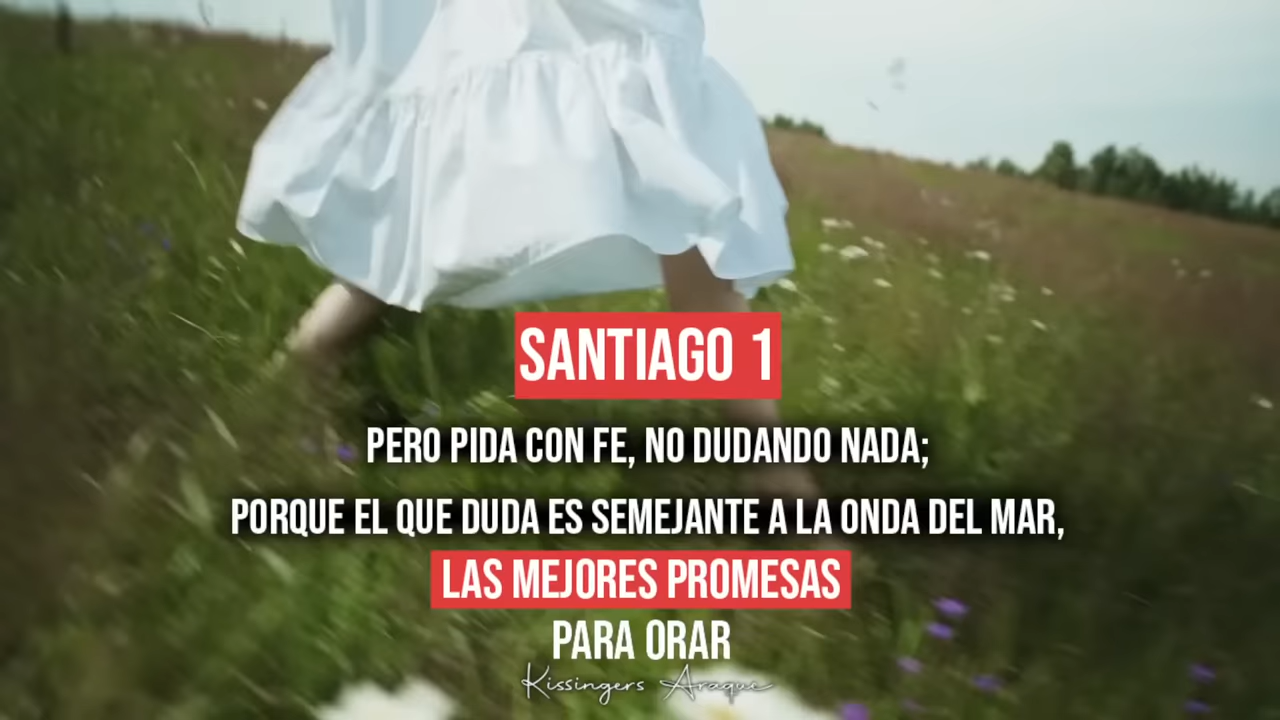 SANTIAGO 1
PERO PIDA CON FE, NO DUDANDO NADA;
PORQUE EL QUE DUDA ES SEMEJANTE A LA ONDA DEL MAR,
LAS MEJORES PROMESAS
PARA ORAR
Kissingers Araque